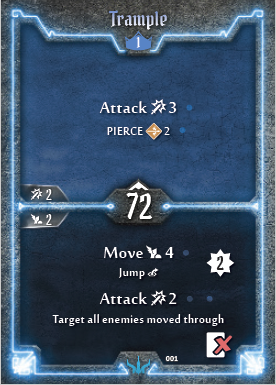 Trample
1
Attack 3
PIERCE 2
2
72
2
Move 4
Jump
2
Attack 2
Target all enemies moved through
001